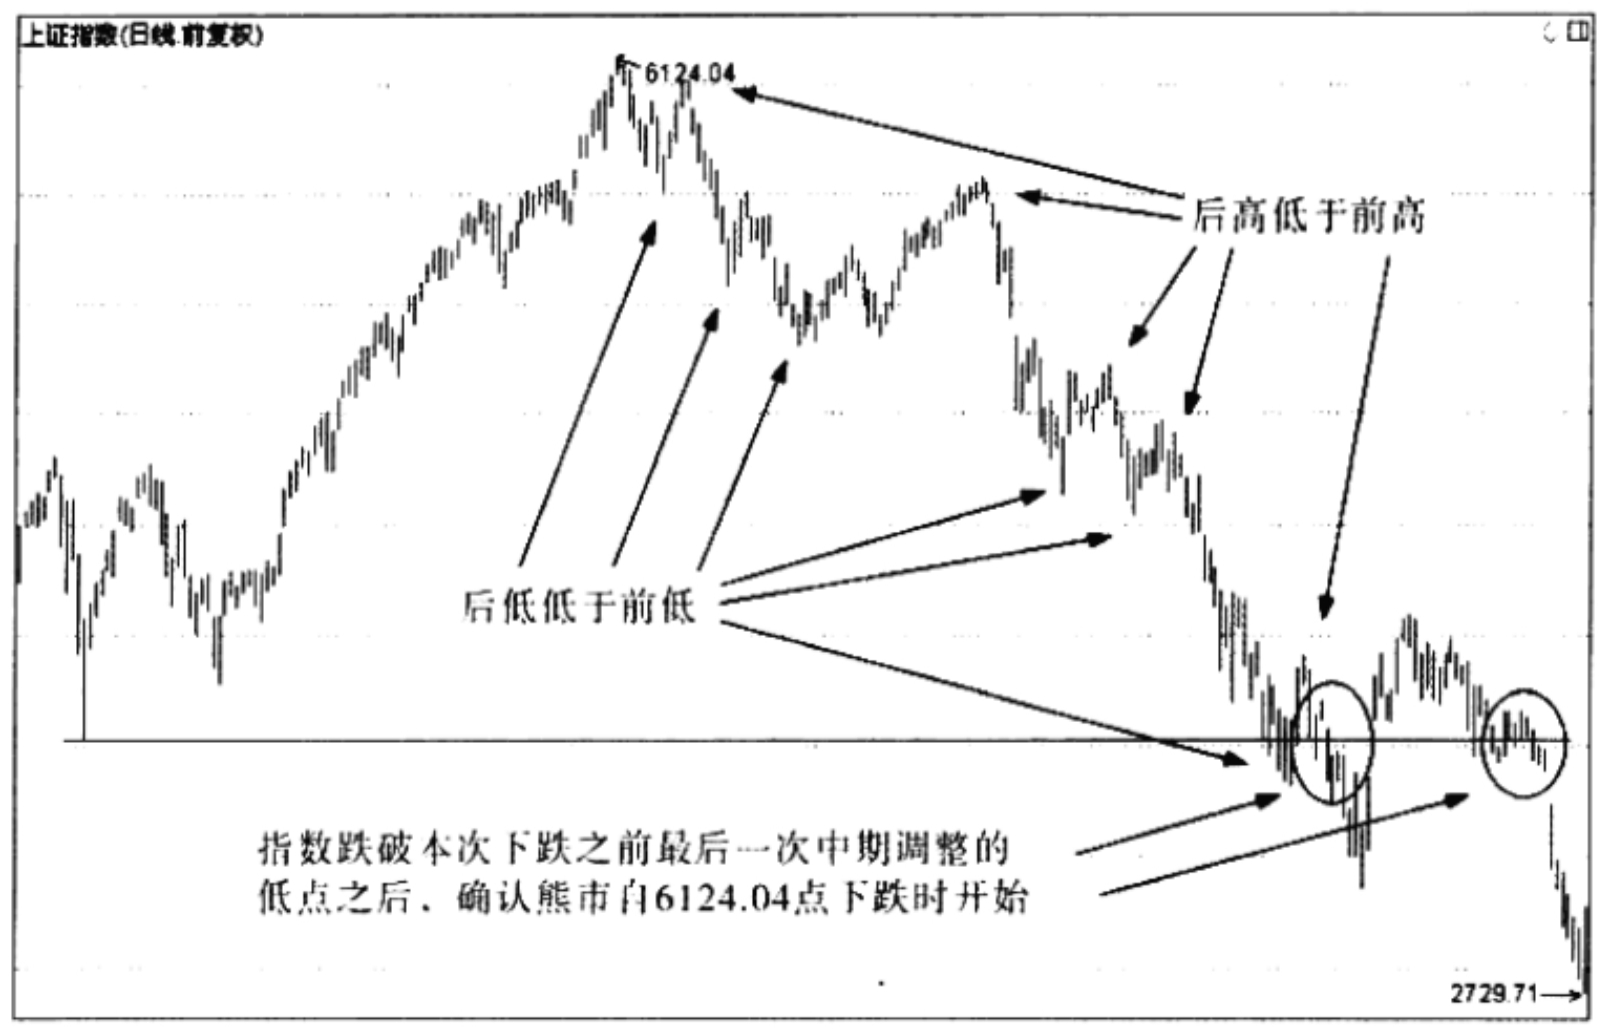 上证指数(日线.前复权)
6124.04
后高低于前高
后低低于前低
指数跌破本次下跌之前最后一次中期调整的
低点之后、确认熊市自6124.04点下跌时开始
2729.71